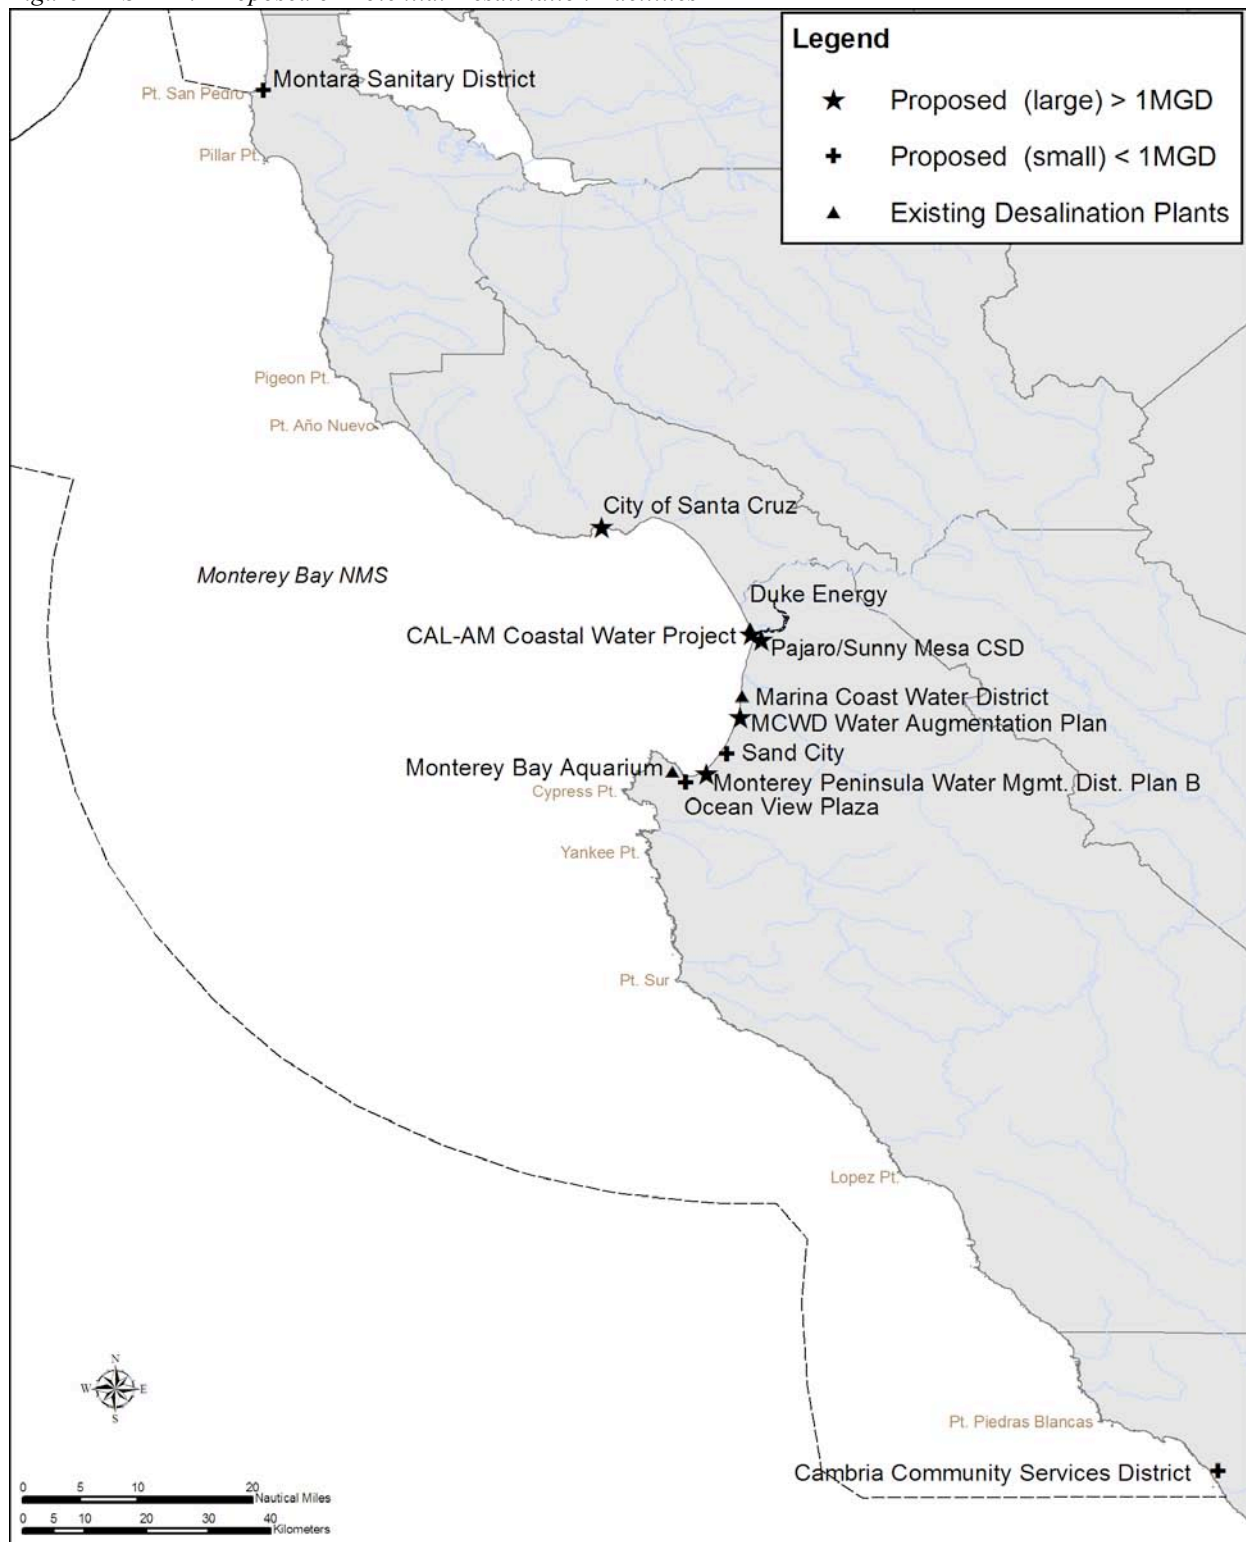 Legend
Proposed (large) > 1MGD
Proposed (small) < 1MGD
Existing Desalination Plants
Montara Sanitary District
Pt. San Pedro
Pillar Pt.
Pigeon Pt.
Pt. Año Nuevo
City of Santa Cruz
Monterey Bay NMS
Duke Energy
CAL-AM Coastal Water Project
Pajaro/Sunny Mesa CSD
Marina Coast Water District
MCWD Water Augmentation Plan
Sand City
Monterey Bay Aquarium
Monterey Peninsula Water Mgmt. Dist. Plan B
Cypress Pt.
Ocean View Plaza
Yankee Pt.
Pt. Sur
Lopez Pt.
N
W E
S
Pt. Piedras Blancas
Cambria Community Services District
0 5 10 20
Nautical Miles
0 5 10 20 30 40
Kilometers